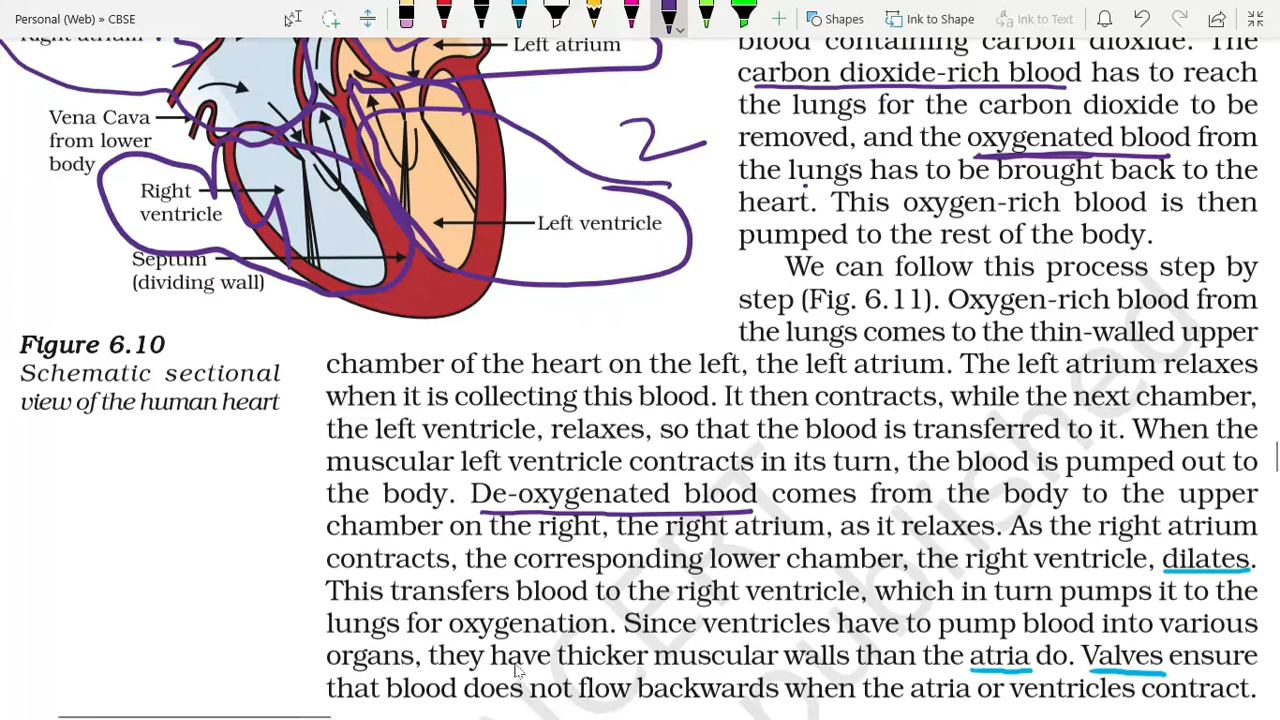 Personal (Web) » CBSE
Shapes
Ink to Shape
Ink to Text
Right atrium
Left atrium
Vena Cava
from lower
body
Right
ventricle
Left ventricle
Septum
(dividing wall)
2
1
Figure 6.10
Schematic sectional
view of the human heart
blood containing carbon dioxide. The
carbon dioxide-rich blood has to reach
the lungs for the carbon dioxide to be
removed, and the oxygenated blood from
the lungs has to be brought back to the
heart. This oxygen-rich blood is then
pumped to the rest of the body.
We can follow this process step by
step (Fig. 6.11). Oxygen-rich blood from
the lungs comes to the thin-walled upper
chamber of the heart on the left, the left atrium. The left atrium relaxes
when it is collecting this blood. It then contracts, while the next chamber,
the left ventricle, relaxes, so that the blood is transferred to it. When the
muscular left ventricle contracts in its turn, the blood is pumped out to
the body. De-oxygenated blood comes from the body to the upper
chamber on the right, the right atrium, as it relaxes. As the right atrium
contracts, the corresponding lower chamber, the right ventricle, dilates.
This transfers blood to the right ventricle, which in turn pumps it to the
lungs for oxygenation. Since ventricles have to pump blood into various
organs, they have thicker muscular walls than the atria do. Valves ensure
that blood does not flow backwards when the atria or ventricles contract.
NCERT
published